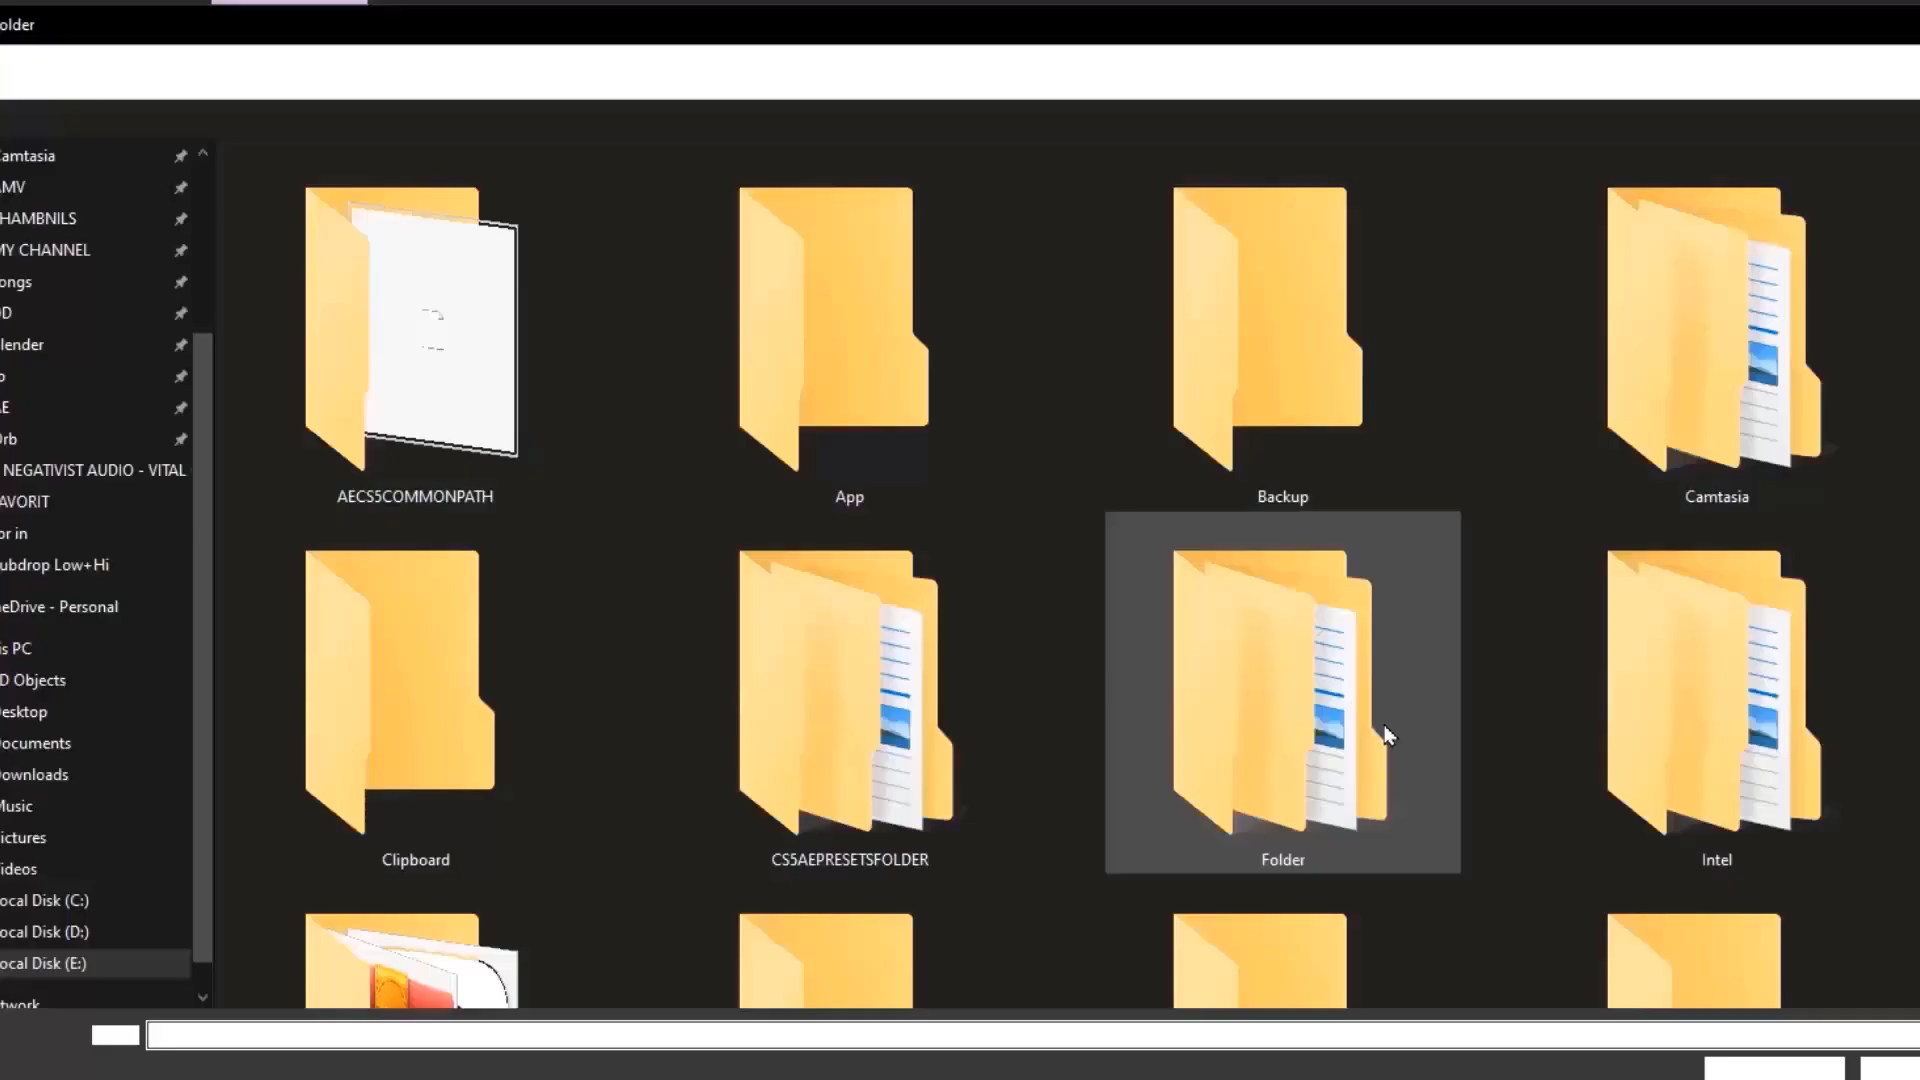 older
amtasia
MV
HAMBNILS
MY CHANNEL
ongs
D
lender
o
E
rb
NEGATIVIST AUDIO - VITAL
AVORIT
or in
ubdrop Low+Hi
eDrive - Personal
is PC
D Objects
esktop
ocuments
ownloads
Music
ictures
ideos
ocal Disk (C:)
ocal Disk (D:)
ocal Disk (E:)
twork
AECS5COMMONPATH
App
Backup
Camtasia
Clipboard
CS5AEPRESETSFOLDER
Folder
Intel